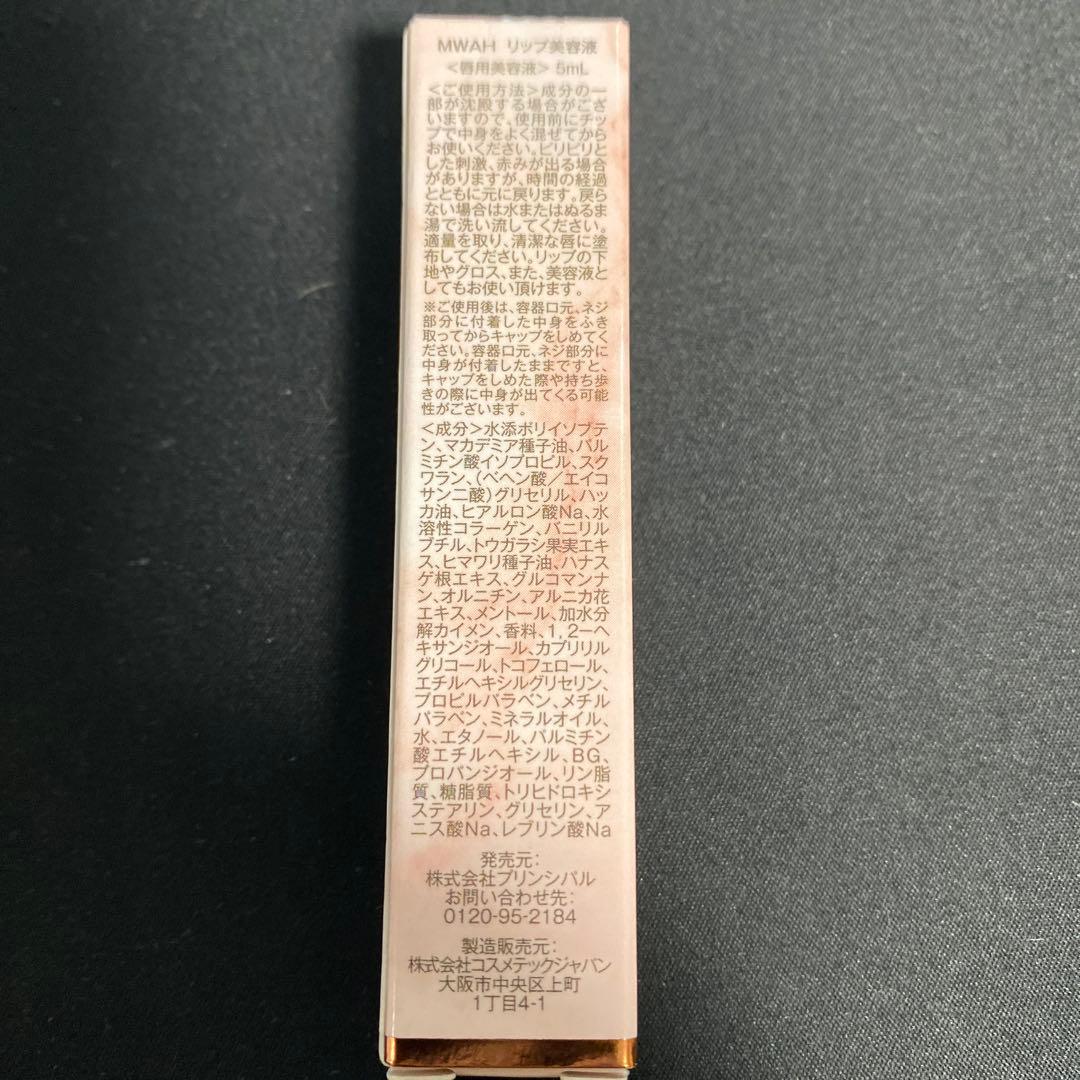 MWAH リップ美容液
<唇用美容液> 5mL
<ご使用方法>成分の一
部が沈殿する場合がござ
いますので、使用前にチッ
プで中身をよく混ぜてから
お使いください。ピリピリと
した刺激、赤みが出る場合
がありますが、時間の経過
とともに元に戻ります。戻ら
ない場合は水またはぬるま
湯で洗い流してください。
適量を取り、清潔な唇に塗
布してください。リップの下
地やグロス、また、美容液と
してもお使い頂けます。
※ご使用後は、容器口元、ネジ
部分に付着した中身をふき
取ってからキャップをしめてく
ださい。容器口元、ネジ部分に
中身が付着したままですと、
キャップをしめた際や持ち歩
きの際に中身が出てくる可能
性がございます。
<成分>水添ポリイソブテ
ン、マカデミア種子油、パル
ミチン酸イソプロピル、スク
ワラン、(ベヘン酸/エイコ
サン二酸)グリセリル、ハッ
カ油、ヒアルロン酸Na、水
溶性コラーゲン、バニリル
ブチル、トウガラシ果実エキ
ス、ヒマワリ種子油、ハナス
ゲ根エキス、グルコマンナ
ン、オルニチン、アルニカ花
エキス、メントール、加水分
解カイメン、香料、1,2-ヘ
キサンジオール、カプリリル
グリコール、トコフェロール、
エチルヘキシルグリセリン、
プロピルパラベン、メチル
パラベン、ミネラルオイル、
水、エタノール、パルミチン
酸エチルヘキシル、BG、
プロパンジオール、リン脂
質、糖脂質、トリヒドロキシ
ステアリン、グリセリン、ア
ニス酸Na、レブリン酸Na
発売元:
株式会社プリンシパル
お問い合わせ先:
0120-95-2184
製造販売元:
株式会社コスメテックジャパン
大阪市中央区上町
1丁目4-1